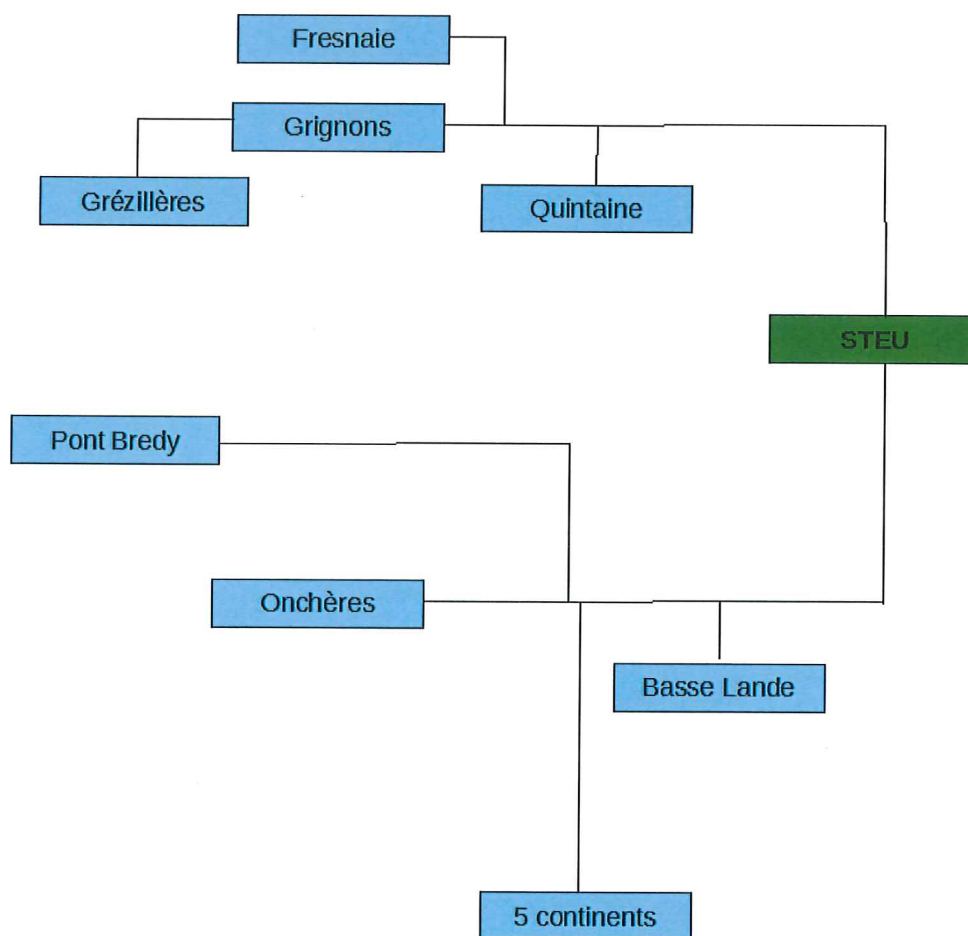 Fresnaie
Grignons
Grézillères
Quintaine
STEU
Pont Bredy
Onchères
Basse Lande
5 continents